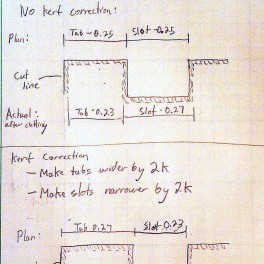 No kerf correction:
Plan: Tab-0.25 Slot-0.25
Cut line
Actual: after cutting Tab-0.23 Slot-0.27
Kerf Correction
- Make tabs wider by 2k
- Make slots narrower by 2k
Plan: Tab 0.27 Slot-0.23